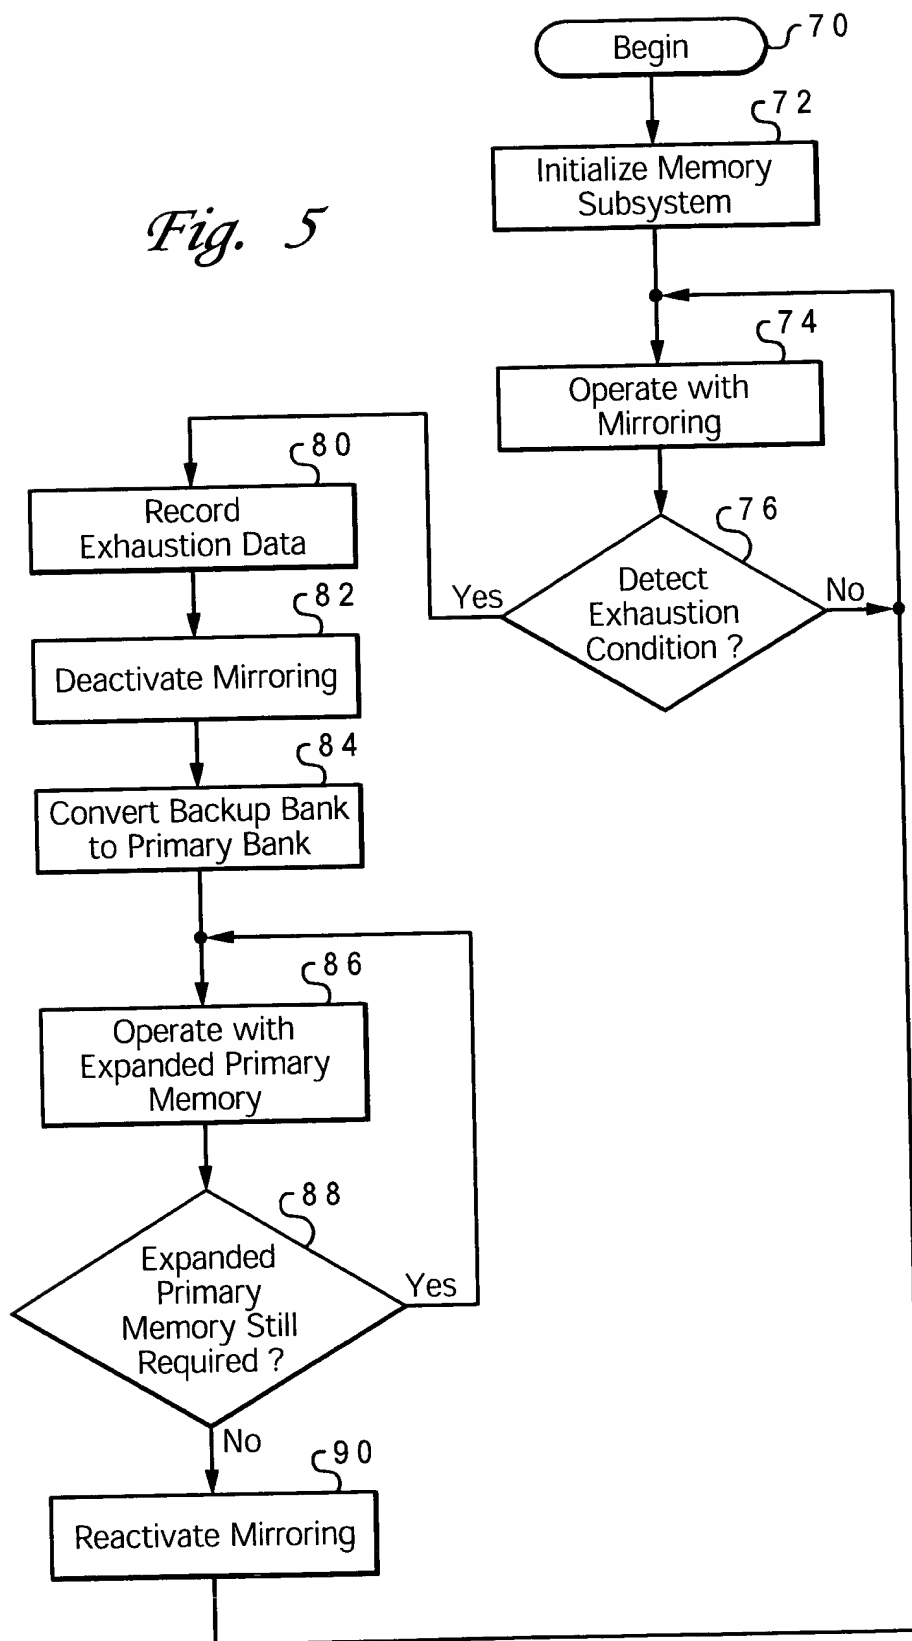 Begin
70
72
Initialize Memory
Subsystem
Fig. 5
74
Operate with
Mirroring
76
Detect
Exhaustion
Condition ?
Yes
No
80
Record
Exhaustion Data
82
Deactivate Mirroring
84
Convert Backup Bank
to Primary Bank
86
Operate with
Expanded Primary
Memory
88
Expanded
Primary
Memory Still
Required ?
Yes
No
90
Reactivate Mirroring